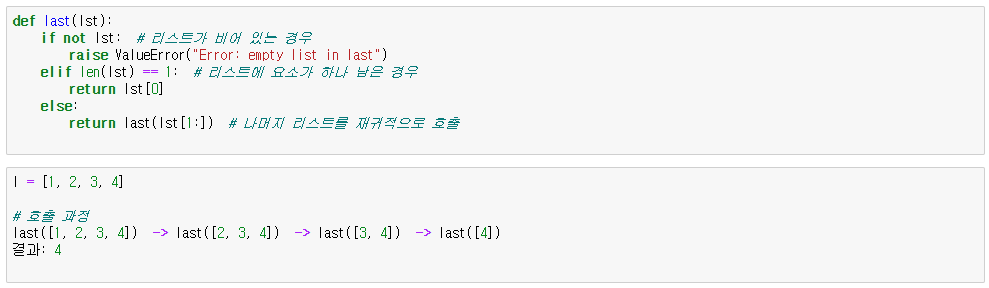 def last(lst):
    if not lst:  # 리스트가 비어 있는 경우
        raise ValueError("Error: empty list in last")
    elif len(lst) == 1:  # 리스트에 요소가 하나 남은 경우
        return lst[0]
    else:
        return last(lst[1:])  # 나머지 리스트를 재귀적으로 호출
l = [1, 2, 3, 4]
# 호출 과정
last([1, 2, 3, 4])  -> last([2, 3, 4])  -> last([3, 4])  -> last([4])
결과: 4